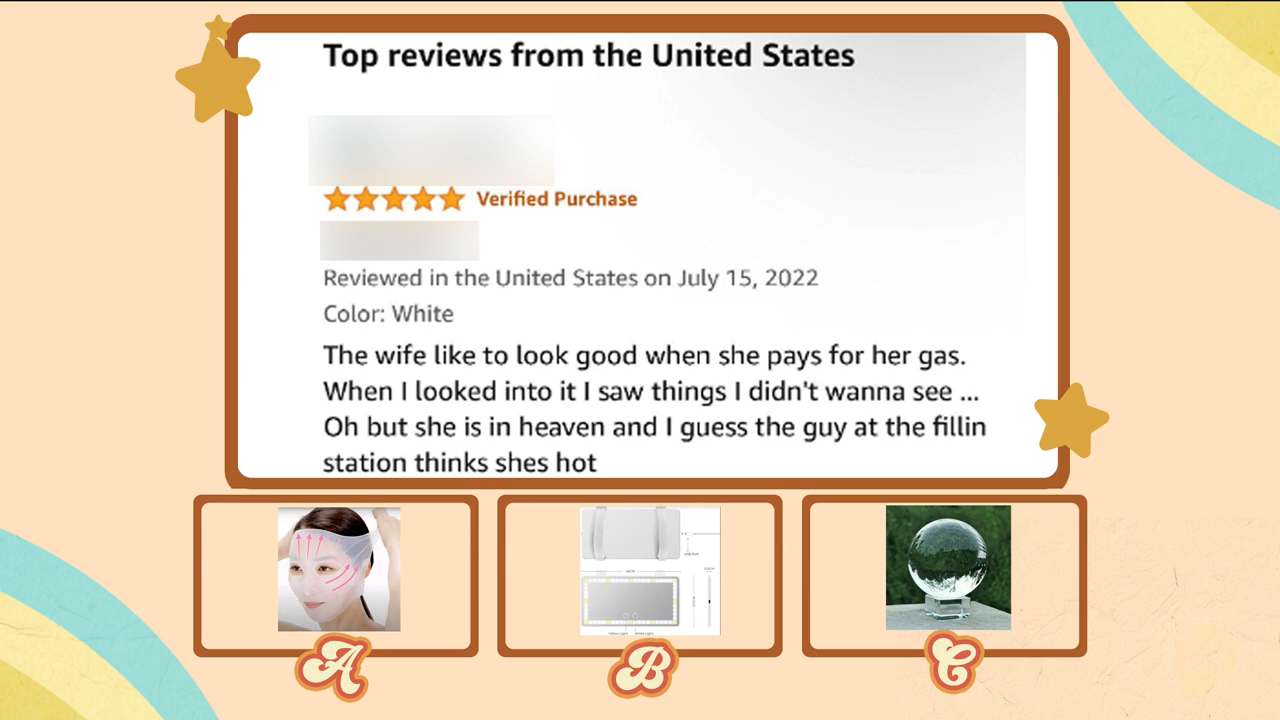 Top reviews from the United States
Verified Purchase
Reviewed in the United States on July 15, 2022
Color: White
The wife like to look good when she pays for her gas.
When I looked into it I saw things I didn't wanna see ...
Oh but she is in heaven and I guess the guy at the fillin
station thinks shes hot
A
B
C